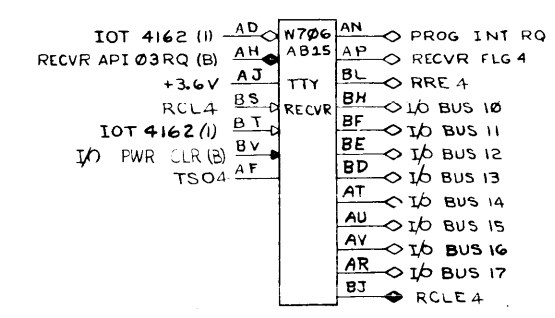 IOT 4162 (1) AD W706 AN PROG INT RQ
RECVR API 03RQ (B) AH AB15 AP RECVR FLG 4
+3.6V AJ TTY BL RRE 4
RCL4 BS RECVR BH I/O BUS 10
IOT 4162 (1) BT BF I/O BUS 11
I/O PWR CLR (B) BV BE I/O BUS 12
TSO4 AF BD I/O BUS 13
AT I/O BUS 14
AU I/O BUS 15
AV I/O BUS 16
AR I/O BUS 17
BJ RCLE 4